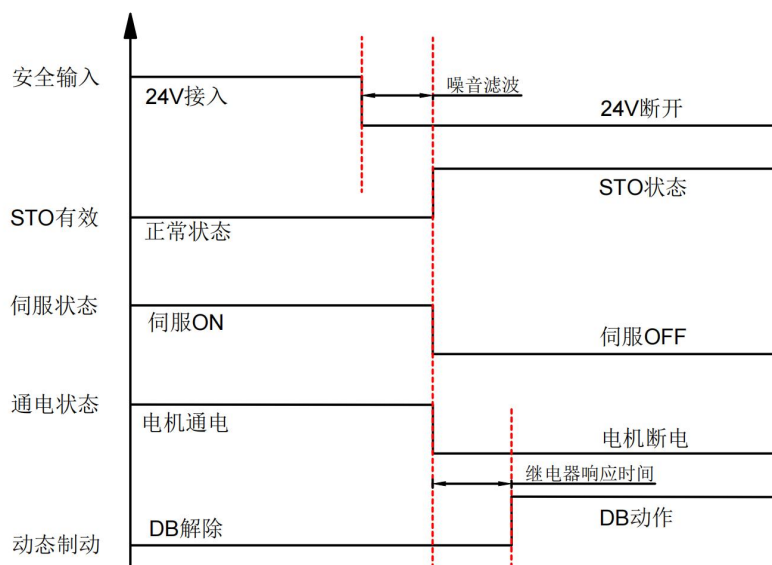 安全输入
24V接入
噪音滤波
24V断开
STO有效
正常状态
STO状态
伺服状态
伺服ON
伺服OFF
通电状态
电机通电
电机断电
继电器响应时间
动态制动
DB解除
DB动作